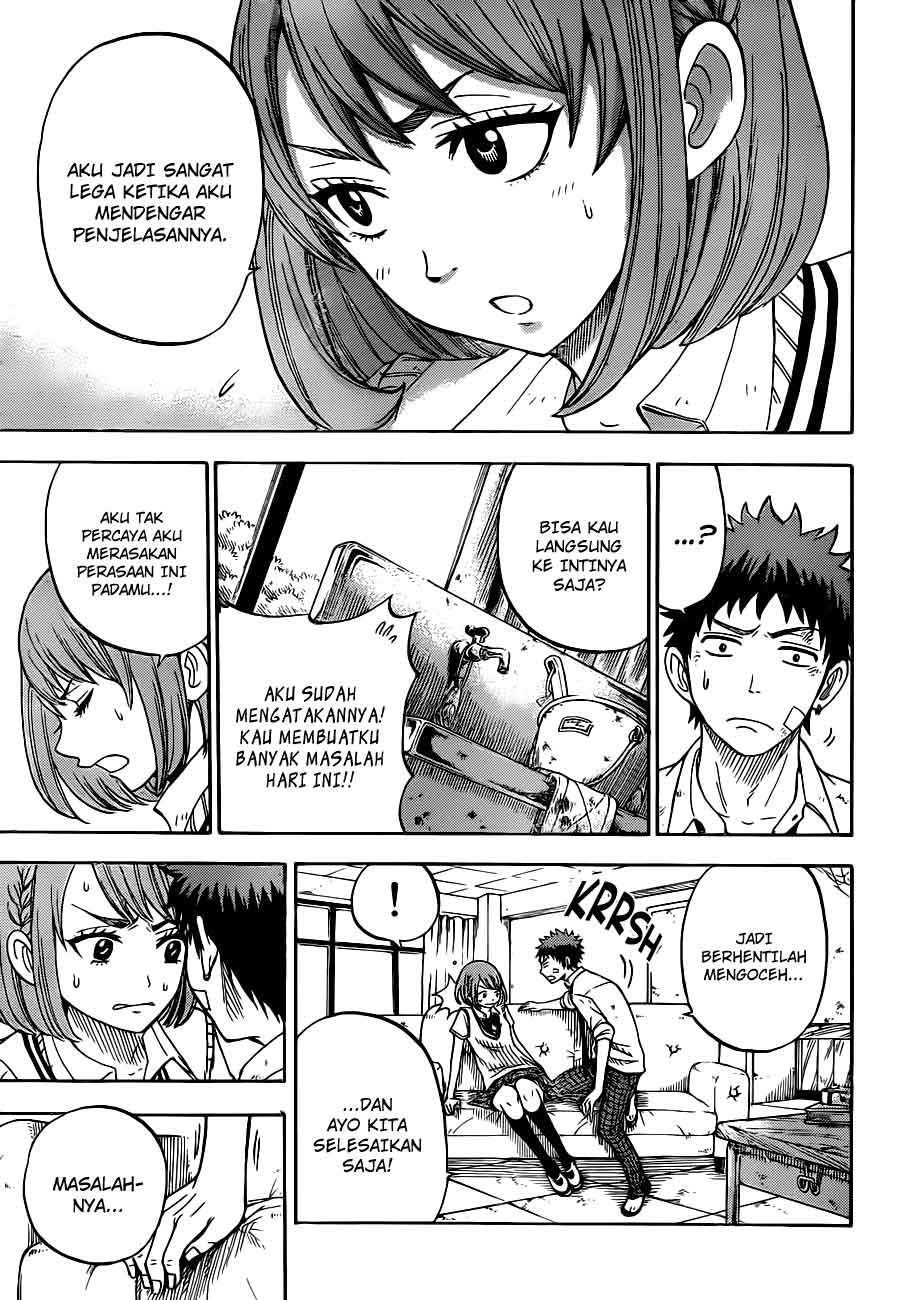 AKU JADI SANGAT
LEGA KETIKA AKU
MENDENGAR
PENJELASANNYA.
...?
BISA KAU
LANGSUNG
KE INTINYA
SAJA?
AKU SUDAH
MENGATAKANNYA!
KAU MEMBUATKU
BANYAK MASALAH
HARI INI!!
AKU TAK
PERCAYA AKU
MERASAKAN
PERASAAN INI
PADAMU...!
JADI
BERHENTILAH
MENGOCEH...
KRRSH
!
...DAN
AYO KITA
SELESAIKAN
SAJA!
MASALAH-
NYA...